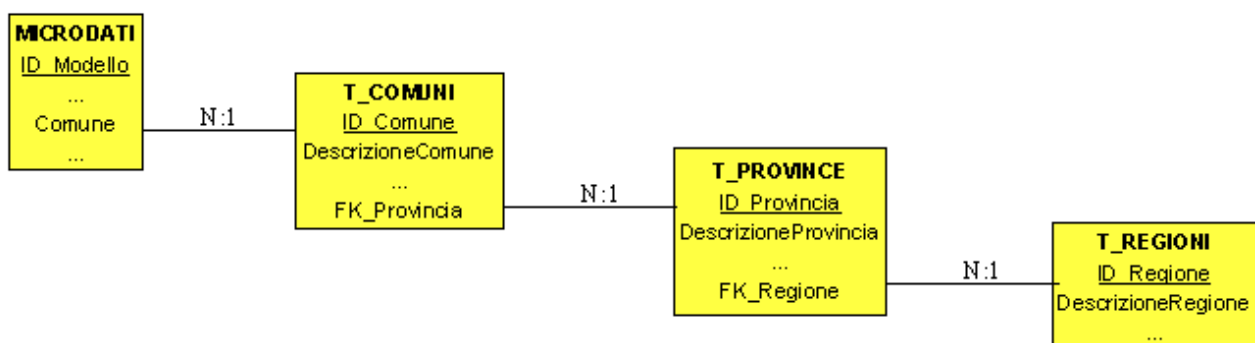 MICRODATI
ID_Modello
...
Comune
...
N:1
T_COMUNI
ID_Comune
DescrizioneComune
...
FK_Provincia
N:1
T_PROVINCE
ID_Provincia
DescrizioneProvincia
...
FK_Regione
N:1
T_REGIONI
ID_Regione
DescrizioneRegione
...